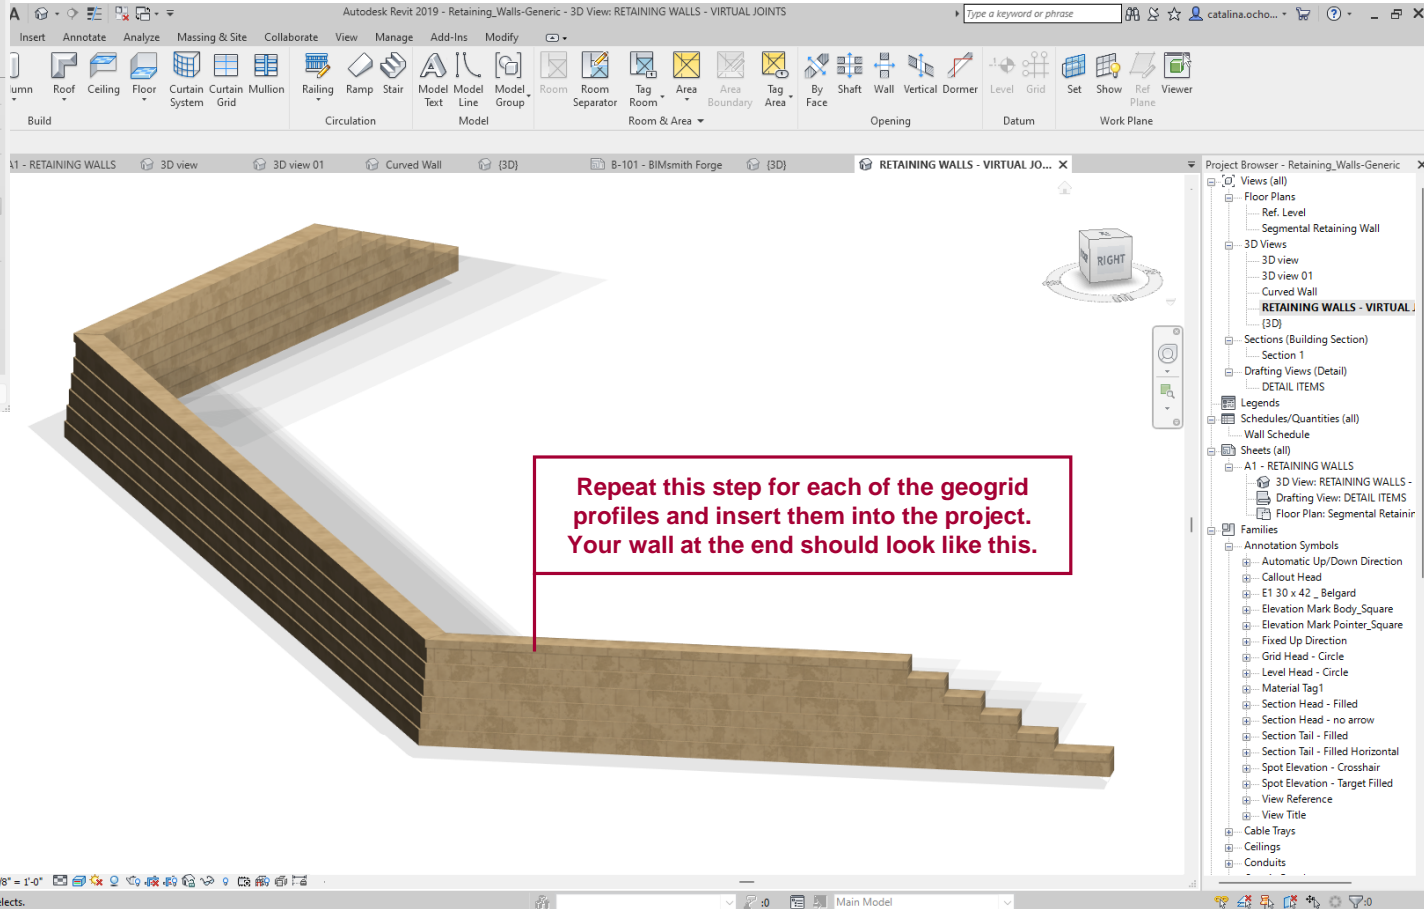 Autodesk Revit 2019 - Retaining_Walls-Generic - 3D View: RETAINING WALLS - VIRTUAL JOINTS
Type a keyword or phrase
catalina.ocho...
Insert Annotate Analyze Massing & Site Collaborate View Manage Add-Ins Modify
Roof Ceiling Floor Curtain System Curtain Grid Mullion Railing Ramp Stair Model Text Model Line Model Group Room Room Separator Tag Room Area Area Boundary Tag Area By Face Shaft Wall Vertical Dormer Level Grid Set Show Ref Plane Viewer
Build Circulation Model Room & Area Opening Datum Work Plane
A1 - RETAINING WALLS 3D view 3D view 01 Curved Wall {3D} B-101 - BIMsmith Forge {3D} RETAINING WALLS - VIRTUAL JO...
RIGHT
Repeat this step for each of the geogrid
profiles and insert them into the project.
Your wall at the end should look like this.
Project Browser - Retaining_Walls-Generic
Views (all)
Floor Plans
Ref. Level
Segmental Retaining Wall
3D Views
3D view
3D view 01
Curved Wall
RETAINING WALLS - VIRTUAL
{3D}
Sections (Building Section)
Section 1
Drafting Views (Detail)
DETAIL ITEMS
Legends
Schedules/Quantities (all)
Wall Schedule
Sheets (all)
A1 - RETAINING WALLS
3D View: RETAINING WALLS -
Drafting View: DETAIL ITEMS
Floor Plan: Segmental Retainin
Families
Annotation Symbols
Automatic Up/Down Direction
Callout Head
E1 30 x 42 _ Belgard
Elevation Mark Body_Square
Elevation Mark Pointer_Square
Fixed Up Direction
Grid Head - Circle
Level Head - Circle
Material Tag1
Section Head - Filled
Section Head - no arrow
Section Tail - Filled
Section Tail - Filled Horizontal
Spot Elevation - Crosshair
Spot Elevation - Target Filled
View Reference
View Title
Cable Trays
Ceilings
Conduits
/8" = 1'-0"
elects.
:0
Main Model
:0